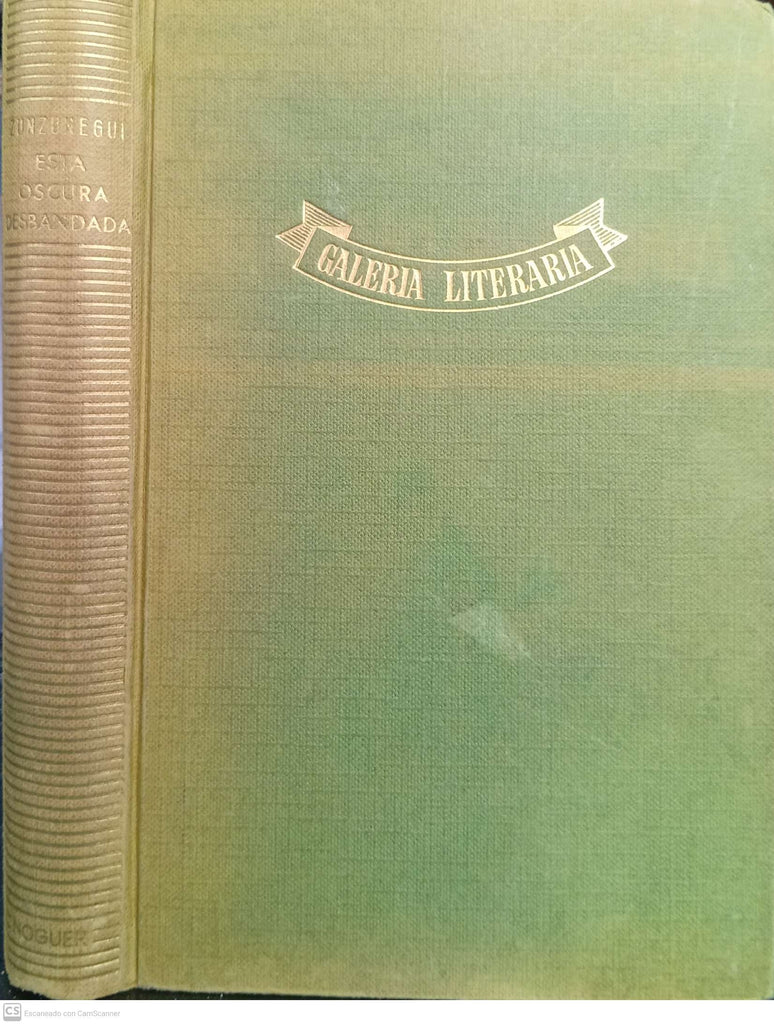 ZUNZUNEGUI
ESTA
OSCURA
DESBANDADA
GALERIA LITERARIA
NOGUER
CS Escaneado con CamScanner